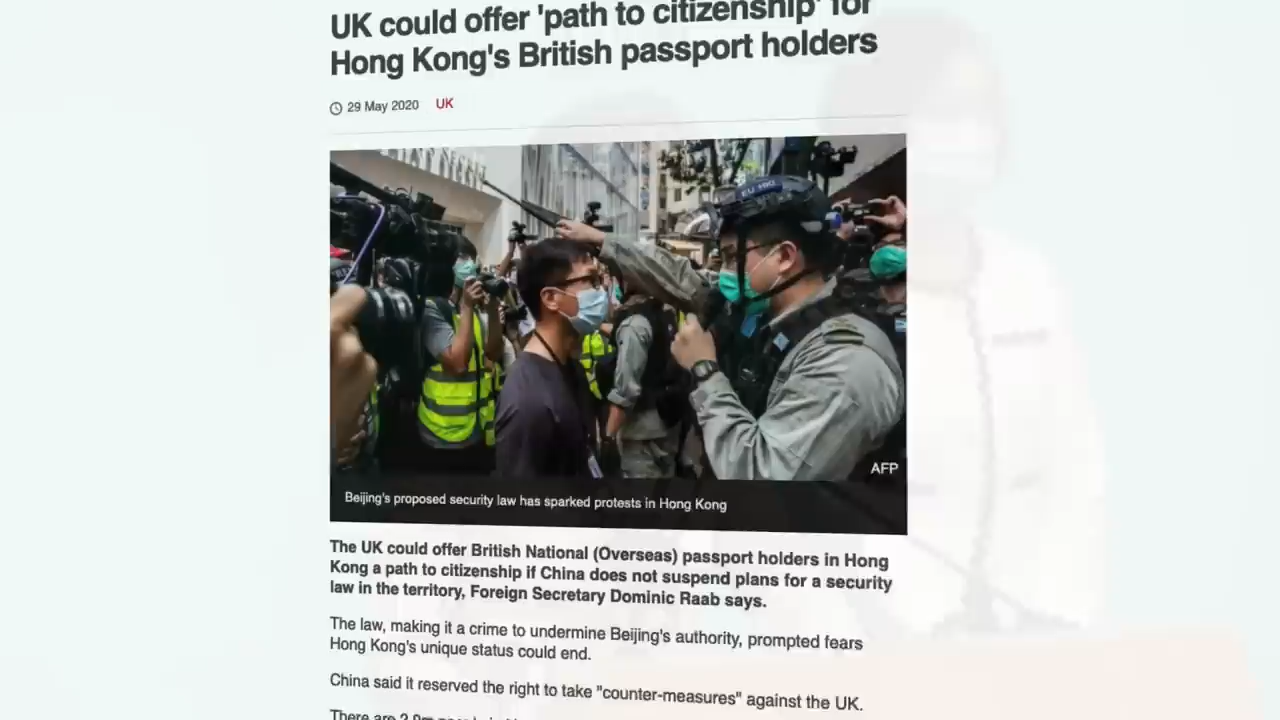 UK could offer 'path to citizenship' for
Hong Kong's British passport holders
29 May 2020 UK
AFP
Beijing's proposed security law has sparked protests in Hong Kong
The UK could offer British National (Overseas) passport holders in Hong
Kong a path to citizenship if China does not suspend plans for a security
law in the territory, Foreign Secretary Dominic Raab says.
The law, making it a crime to undermine Beijing's authority, prompted fears
Hong Kong's unique status could end.
China said it reserved the right to take "counter-measures" against the UK.
There are